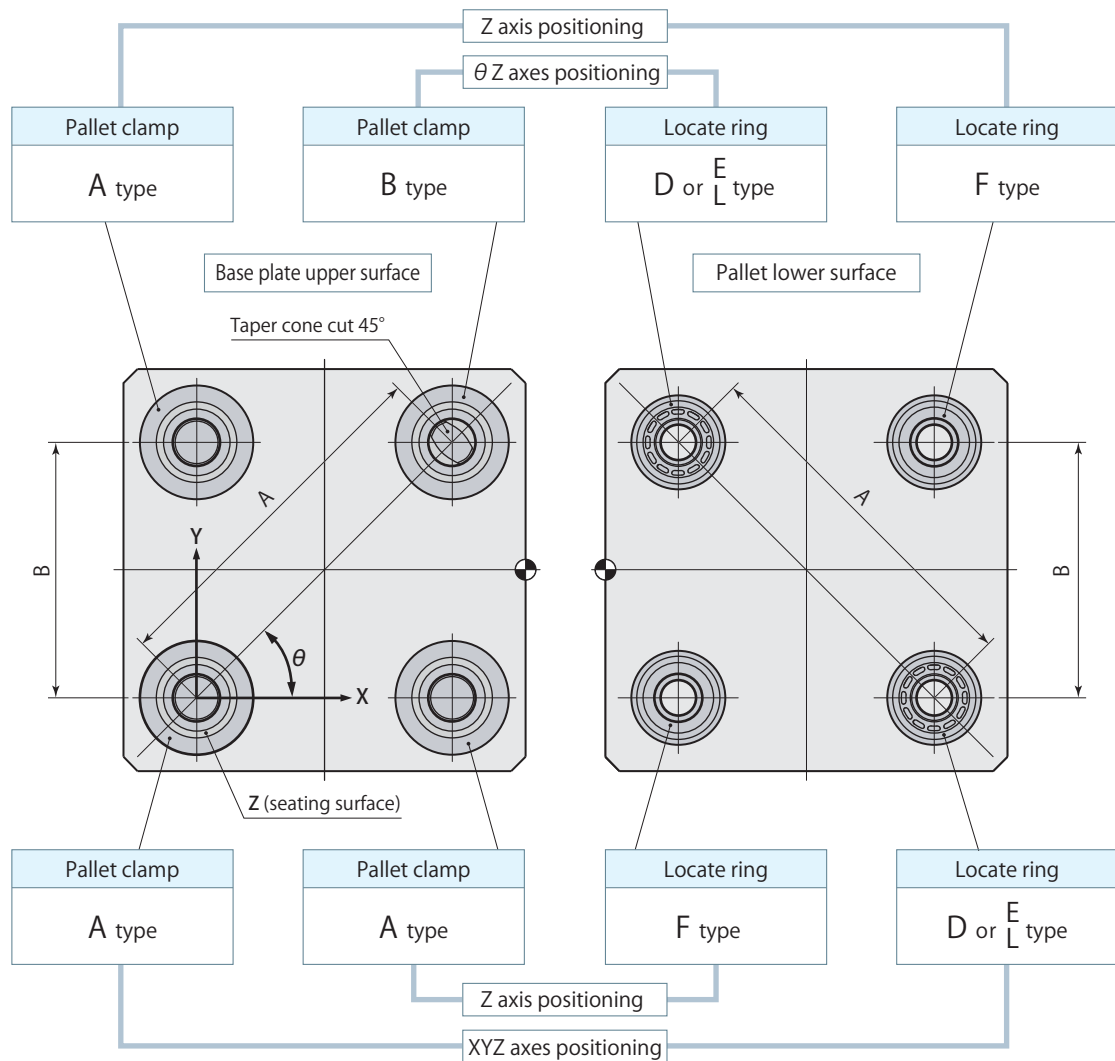 Z axis positioning
θ Z axes positioning
Pallet clamp
Pallet clamp
Locate ring
Locate ring
A type
B type
D or E/L type
F type
Base plate upper surface
Pallet lower surface
Taper cone cut 45°
A
A
Y
B
B
θ
X
Z (seating surface)
Pallet clamp
Pallet clamp
Locate ring
Locate ring
A type
A type
F type
D or E/L type
Z axis positioning
XYZ axes positioning